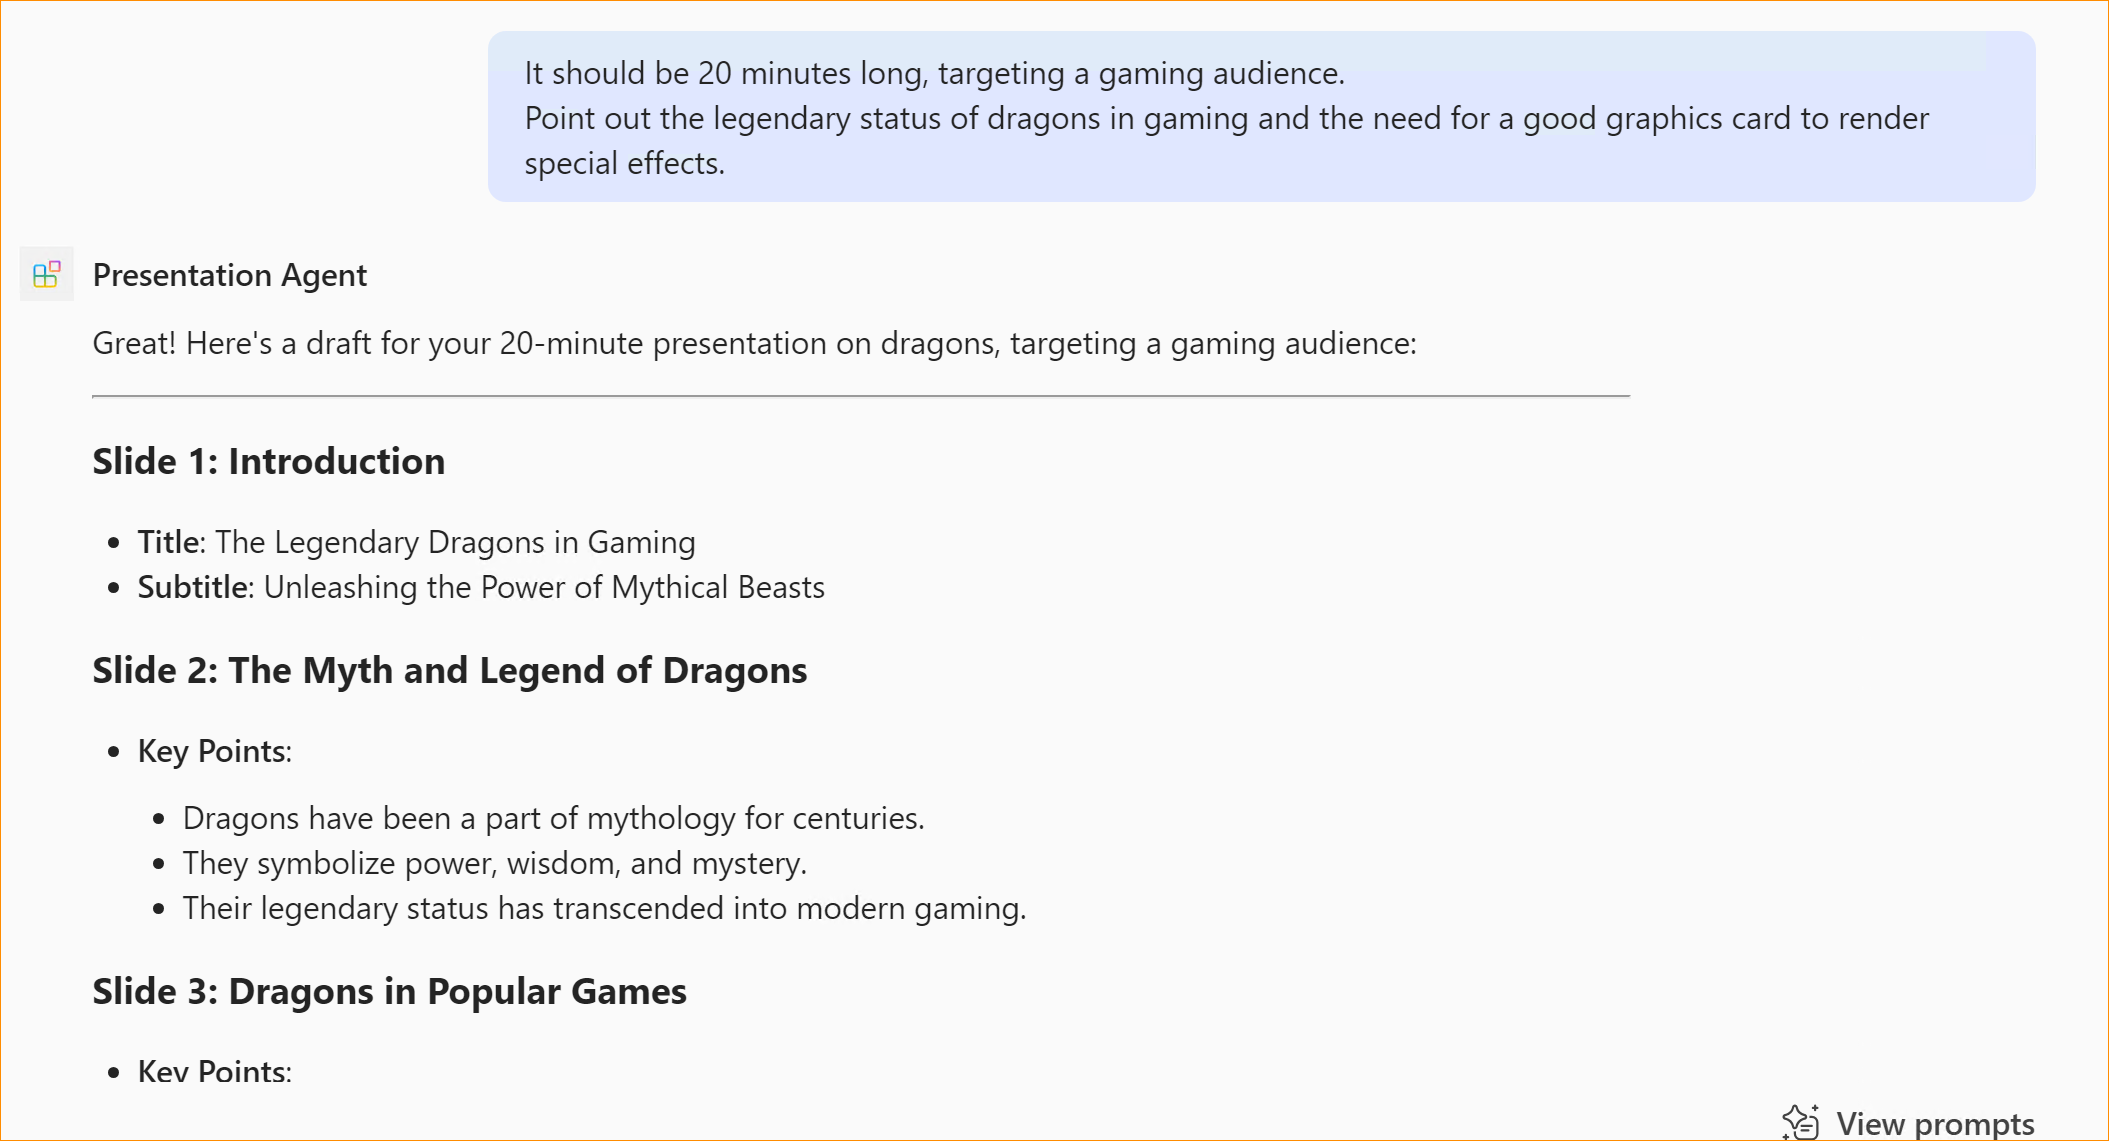 It should be 20 minutes long, targeting a gaming audience.
Point out the legendary status of dragons in gaming and the need for a good graphics card to render
special effects.
Presentation Agent
Great! Here's a draft for your 20-minute presentation on dragons, targeting a gaming audience:
Slide 1: Introduction
• Title: The Legendary Dragons in Gaming
• Subtitle: Unleashing the Power of Mythical Beasts
Slide 2: The Myth and Legend of Dragons
• Key Points:
• Dragons have been a part of mythology for centuries.
• They symbolize power, wisdom, and mystery.
• Their legendary status has transcended into modern gaming.
Slide 3: Dragons in Popular Games
• Key Points:
View prompts